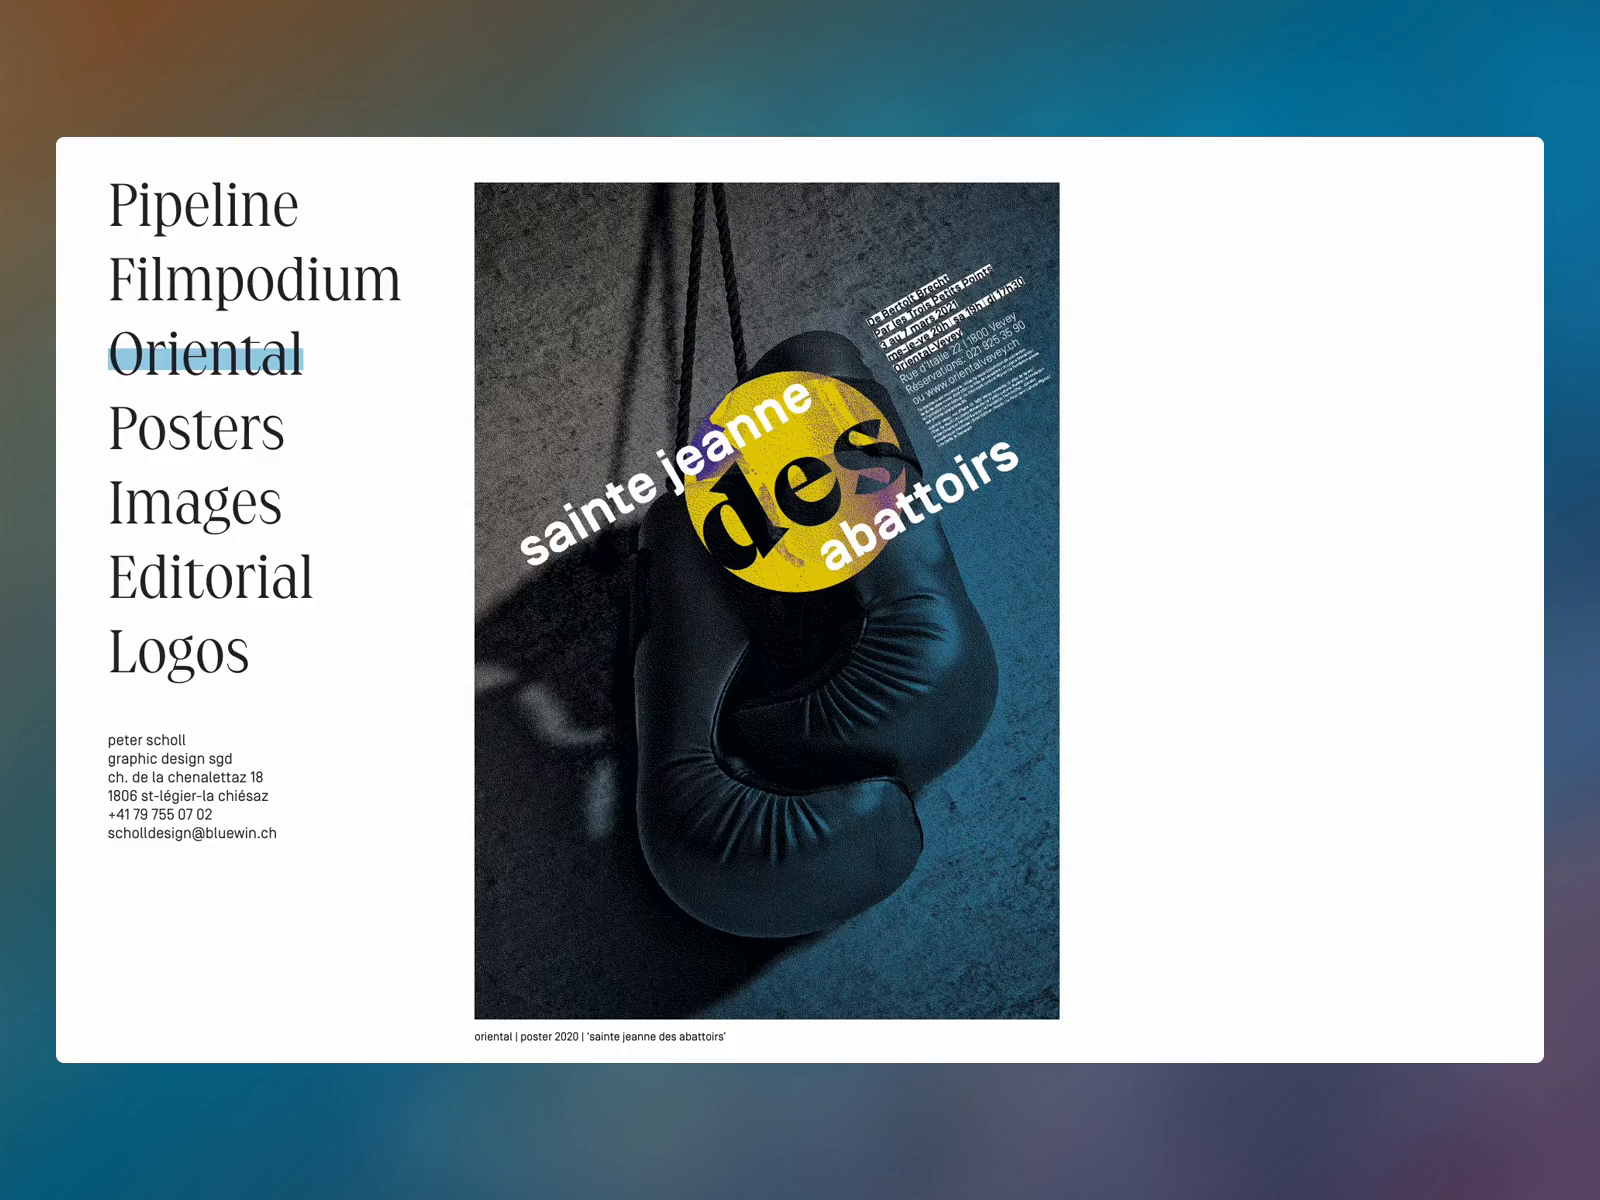 Pipeline
Filmpodium
Oriental
Posters
Images
Editorial
Logos
peter scholl
graphic design sgd
ch. de la chenalettaz 18
1806 st-légier-la chiésaz
+41 79 755 07 02
scholldesign@bluewin.ch
De Bertolt Brecht
Par les Trois Petits Points
3 au 7 mars 2021
me-je-ve 20h | sa 19h | di 17h30
Oriental-Vevey
Rue d'Italie 22 | 1800 Vevey
Réservations: 021 925 35 90
ou www.orientalvevey.ch
sainte jeanne
des
abattoirs
oriental | poster 2020 | 'sainte jeanne des abattoirs'